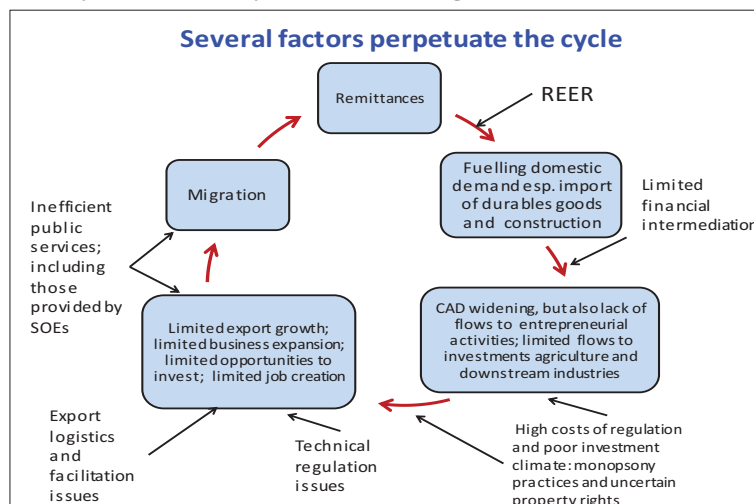 Several factors perpetuate the cycle
Remittances
REER
Fuelling domestic
demand esp. import
of durables goods
and construction
Limited
financial
intermediation
CAD widening, but also lack of
flows to entrepreneurial
activities; limited flows to
investments agriculture and
downstream industries
High costs of regulation
and poor investment
climate: monopsony
practices and uncertain
property rights
Technical
regulation
issues
Export
logistics
and
facilitation
issues
Limited export growth;
limited business expansion;
limited opportunities to
invest; limited job creation
Inefficient
public
services;
including
those
provided by
SOEs
Migration